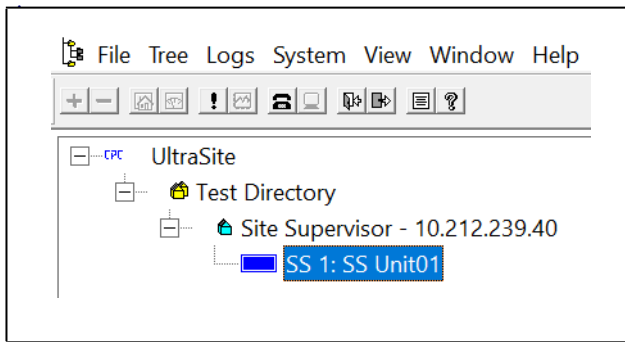 File Tree Logs System View Window Help
CPC UltraSite
Test Directory
Site Supervisor - 10.212.239.40
SS 1: SS Unit01